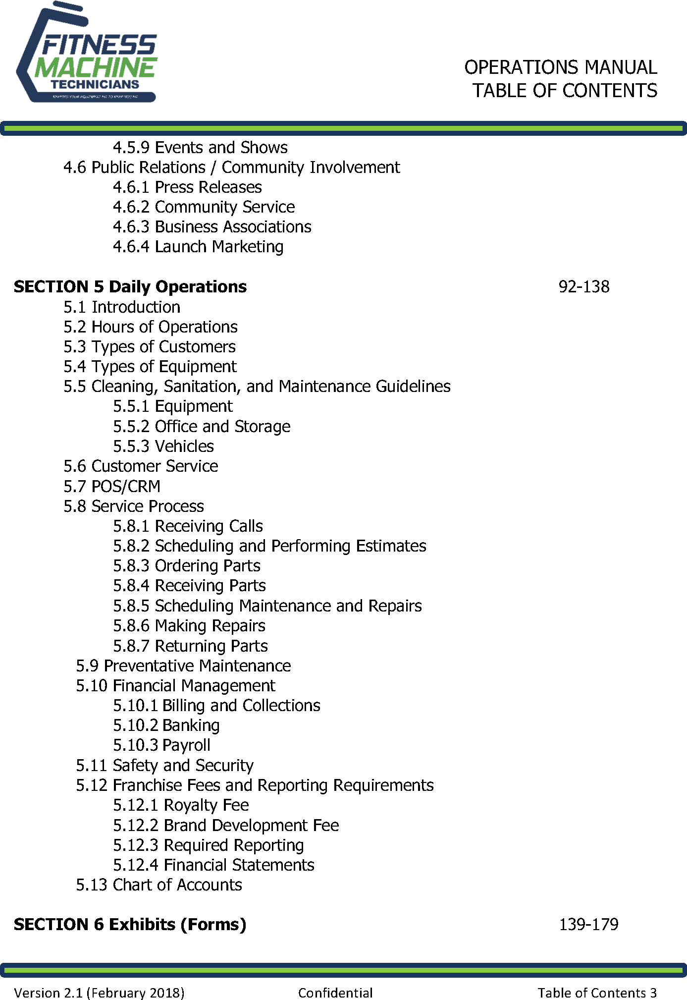 FITNESS
MACHINE
TECHNICIANS
KEEPING YOUR EQUIPMENT FIT TO KEEP YOU FIT
OPERATIONS MANUAL
TABLE OF CONTENTS
4.5.9 Events and Shows
4.6 Public Relations / Community Involvement
4.6.1 Press Releases
4.6.2 Community Service
4.6.3 Business Associations
4.6.4 Launch Marketing
SECTION 5 Daily Operations 92-138
5.1 Introduction
5.2 Hours of Operations
5.3 Types of Customers
5.4 Types of Equipment
5.5 Cleaning, Sanitation, and Maintenance Guidelines
5.5.1 Equipment
5.5.2 Office and Storage
5.5.3 Vehicles
5.6 Customer Service
5.7 POS/CRM
5.8 Service Process
5.8.1 Receiving Calls
5.8.2 Scheduling and Performing Estimates
5.8.3 Ordering Parts
5.8.4 Receiving Parts
5.8.5 Scheduling Maintenance and Repairs
5.8.6 Making Repairs
5.8.7 Returning Parts
5.9 Preventative Maintenance
5.10 Financial Management
5.10.1 Billing and Collections
5.10.2 Banking
5.10.3 Payroll
5.11 Safety and Security
5.12 Franchise Fees and Reporting Requirements
5.12.1 Royalty Fee
5.12.2 Brand Development Fee
5.12.3 Required Reporting
5.12.4 Financial Statements
5.13 Chart of Accounts
SECTION 6 Exhibits (Forms) 139-179
Version 2.1 (February 2018) Confidential Table of Contents 3